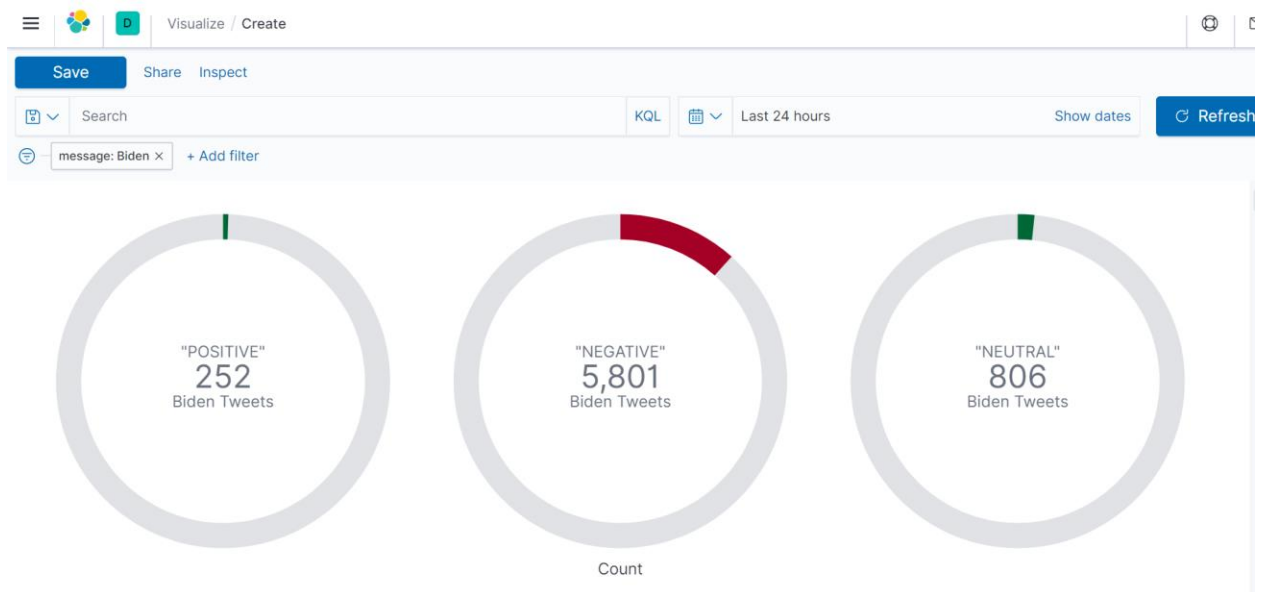 D Visualize / Create
Save Share Inspect
Search KQL Last 24 hours Show dates Refresh
message: Biden × + Add filter
"POSITIVE" "NEGATIVE" "NEUTRAL"
252 5,801 806
Biden Tweets Biden Tweets Biden Tweets
Count